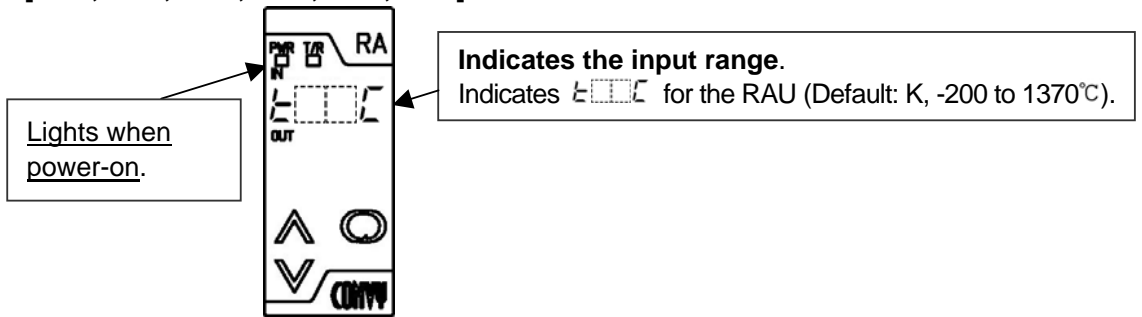 PWR T/R RA
IN
OUT
Lights when
power-on.
Indicates the input range.
Indicates ㅤC for the RAU (Default: K, -200 to 1370℃).